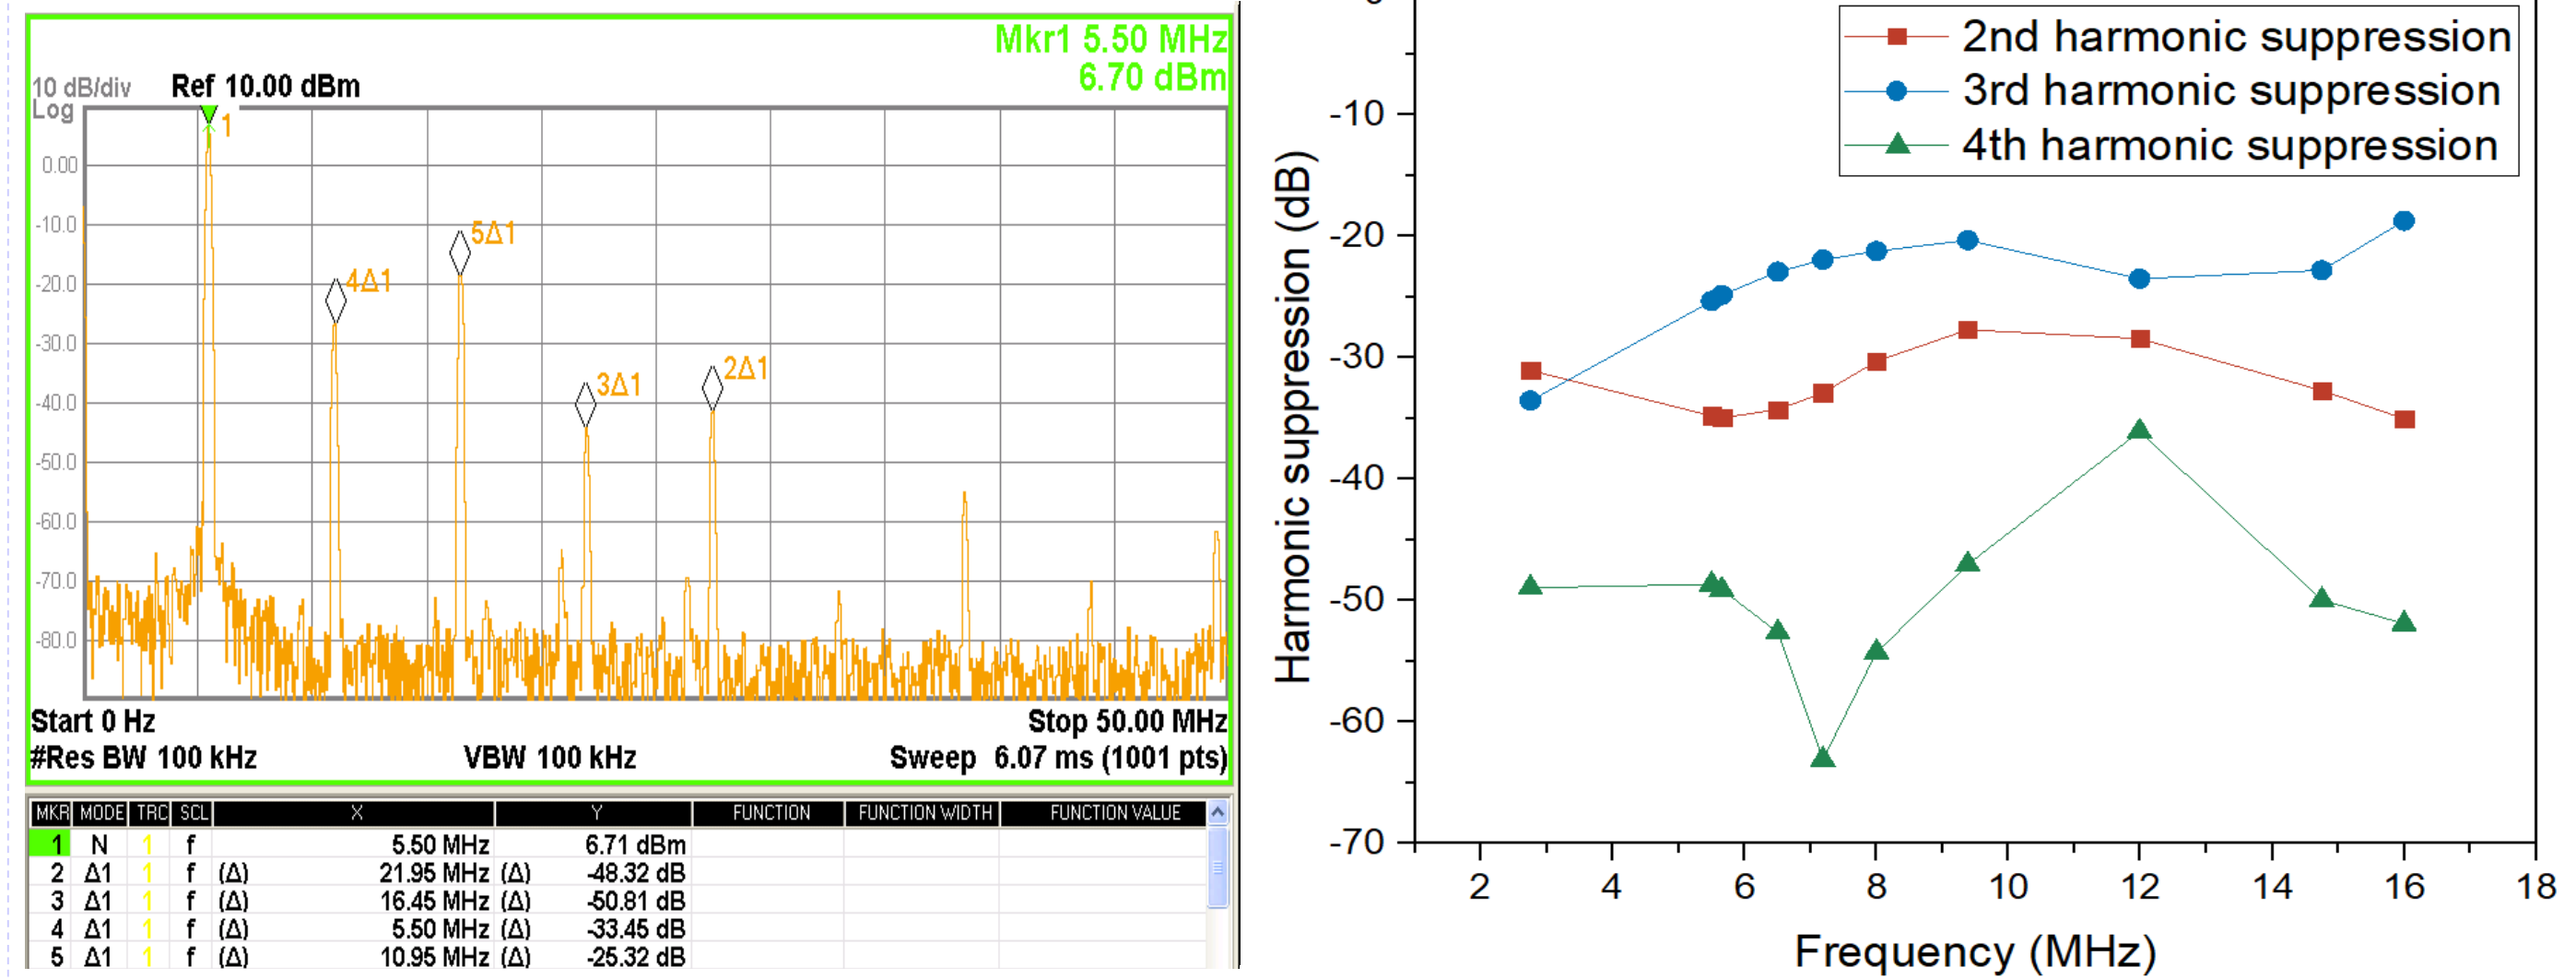 Mkr1 5.50 MHz
6.70 dBm
10 dB/div
Ref 10.00 dBm
Log
1
0.00
-10.0
-20.0
-30.0
-40.0
-50.0
-60.0
-70.0
-80.0
4Δ1
5Δ1
3Δ1
2Δ1
Start 0 Hz
Stop 50.00 MHz
#Res BW 100 kHz
VBW 100 kHz
Sweep 6.07 ms (1001 pts)
MKR MODE TRC SCL X Y FUNCTION FUNCTION WIDTH FUNCTION VALUE
1 N 1 f 5.50 MHz 6.71 dBm
2 Δ1 1 f (Δ) 21.95 MHz (Δ) -48.32 dB
3 Δ1 1 f (Δ) 16.45 MHz (Δ) -50.81 dB
4 Δ1 1 f (Δ) 5.50 MHz (Δ) -33.45 dB
5 Δ1 1 f (Δ) 10.95 MHz (Δ) -25.32 dB
2nd harmonic suppression
3rd harmonic suppression
4th harmonic suppression
Harmonic suppression (dB)
-10
-20
-30
-40
-50
-60
-70
2 4 6 8 10 12 14 16 18
Frequency (MHz)